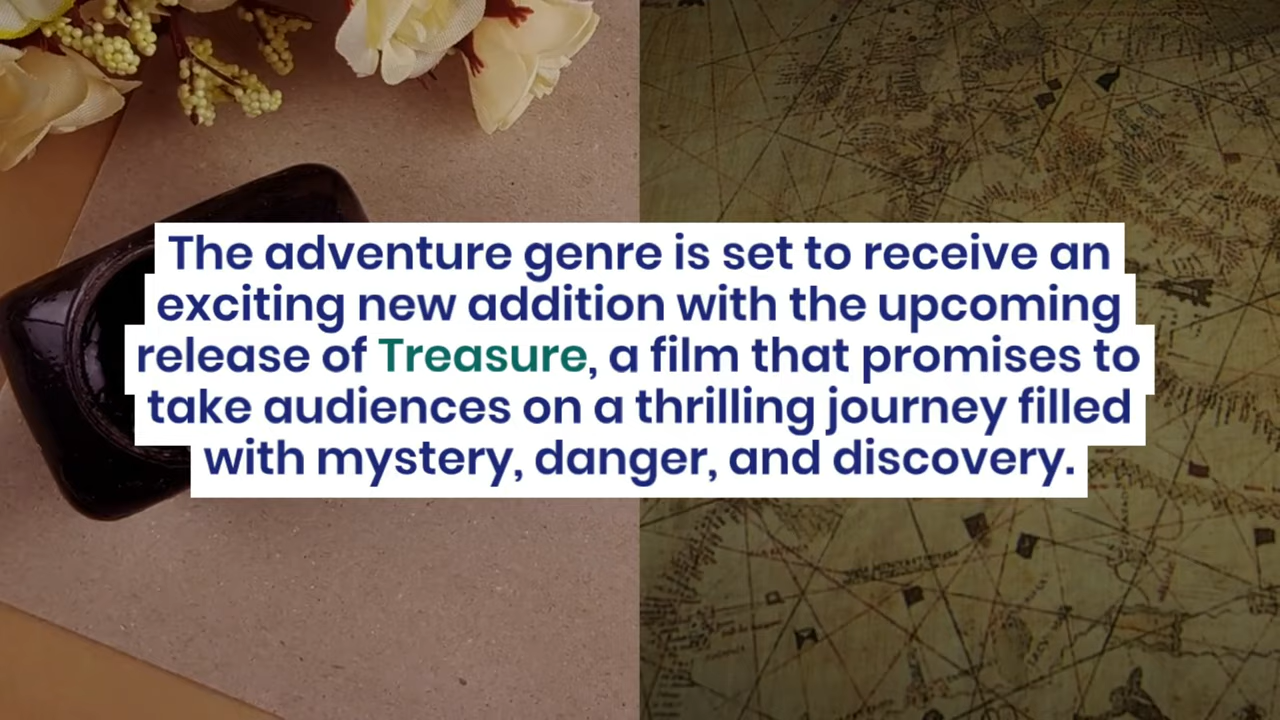 The adventure genre is set to receive an
exciting new addition with the upcoming
release of Treasure, a film that promises to
take audiences on a thrilling journey filled
with mystery, danger, and discovery.